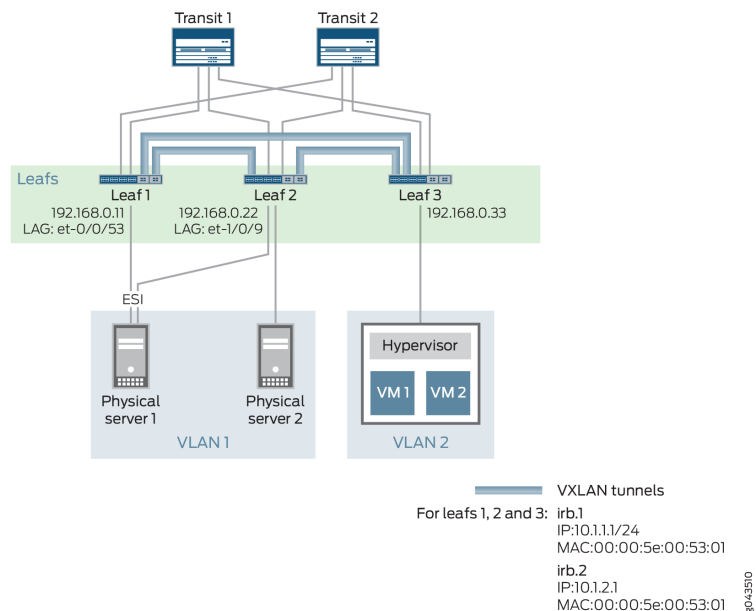 Transit 1
Transit 2
Leafs
Leaf 1
Leaf 2
Leaf 3
192.168.0.11
LAG: et-0/0/53
192.168.0.22
LAG: et-1/0/9
192.168.0.33
ESI
Physical
server 1
Physical
server 2
VLAN 1
Hypervisor
VM 1
VM 2
VLAN 2
VXLAN tunnels
For leafs 1, 2 and 3:
irb.1
IP:10.1.1.1/24
MAC:00:00:5e:00:53:01
irb.2
IP:10.1.2.1
MAC:00:00:5e:00:53:01
g043510